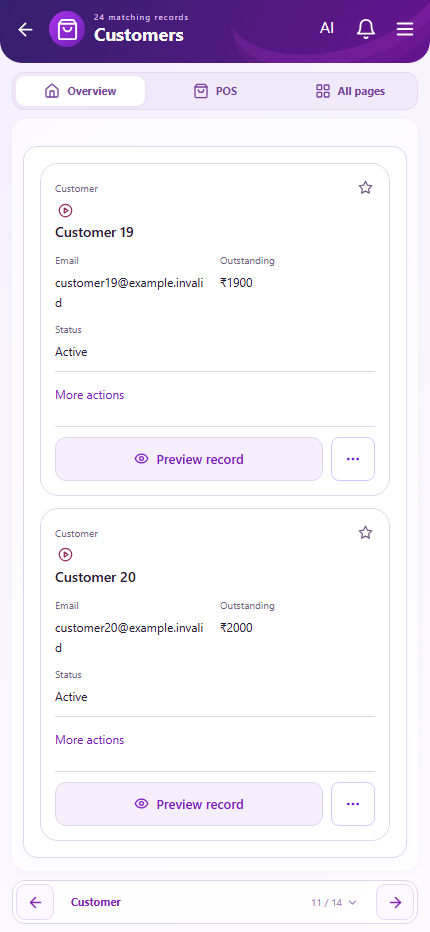 24 matching records
Customers
AI
Overview
POS
All pages
Customer
Customer 19
Email
Outstanding
customer19@example.invali
d
₹1900
Status
Active
More actions
Preview record
Customer
Customer 20
Email
Outstanding
customer20@example.invali
d
₹2000
Status
Active
More actions
Preview record
Customer
11 / 14